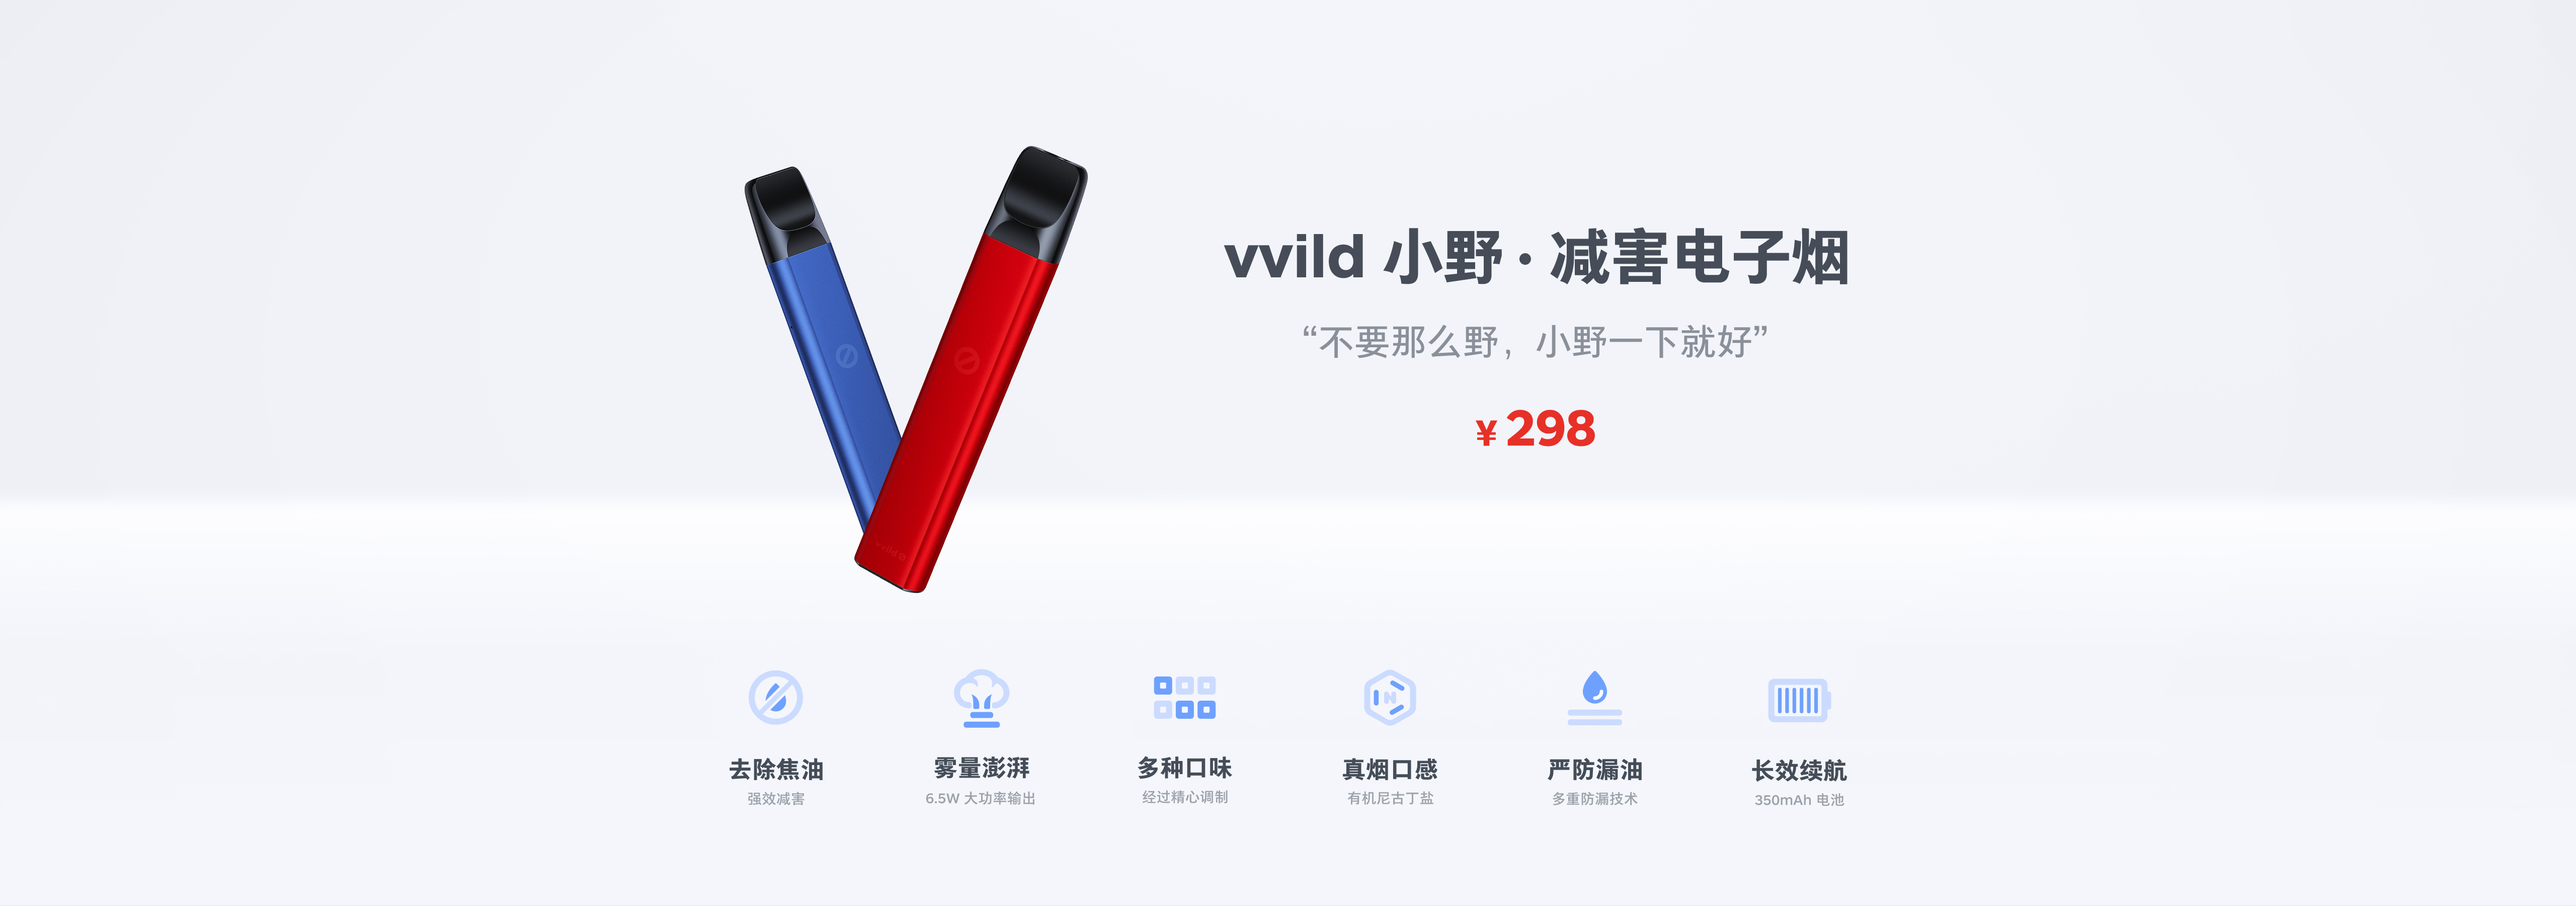 vvild 小野 · 减害电子烟
“不要那么野，小野一下就好”
¥ 298
vvild
去除焦油
强效减害
雾量澎湃
6.5W 大功率输出
多种口味
经过精心调制
真烟口感
有机尼古丁盐
严防漏油
多重防漏技术
长效续航
350mAh 电池